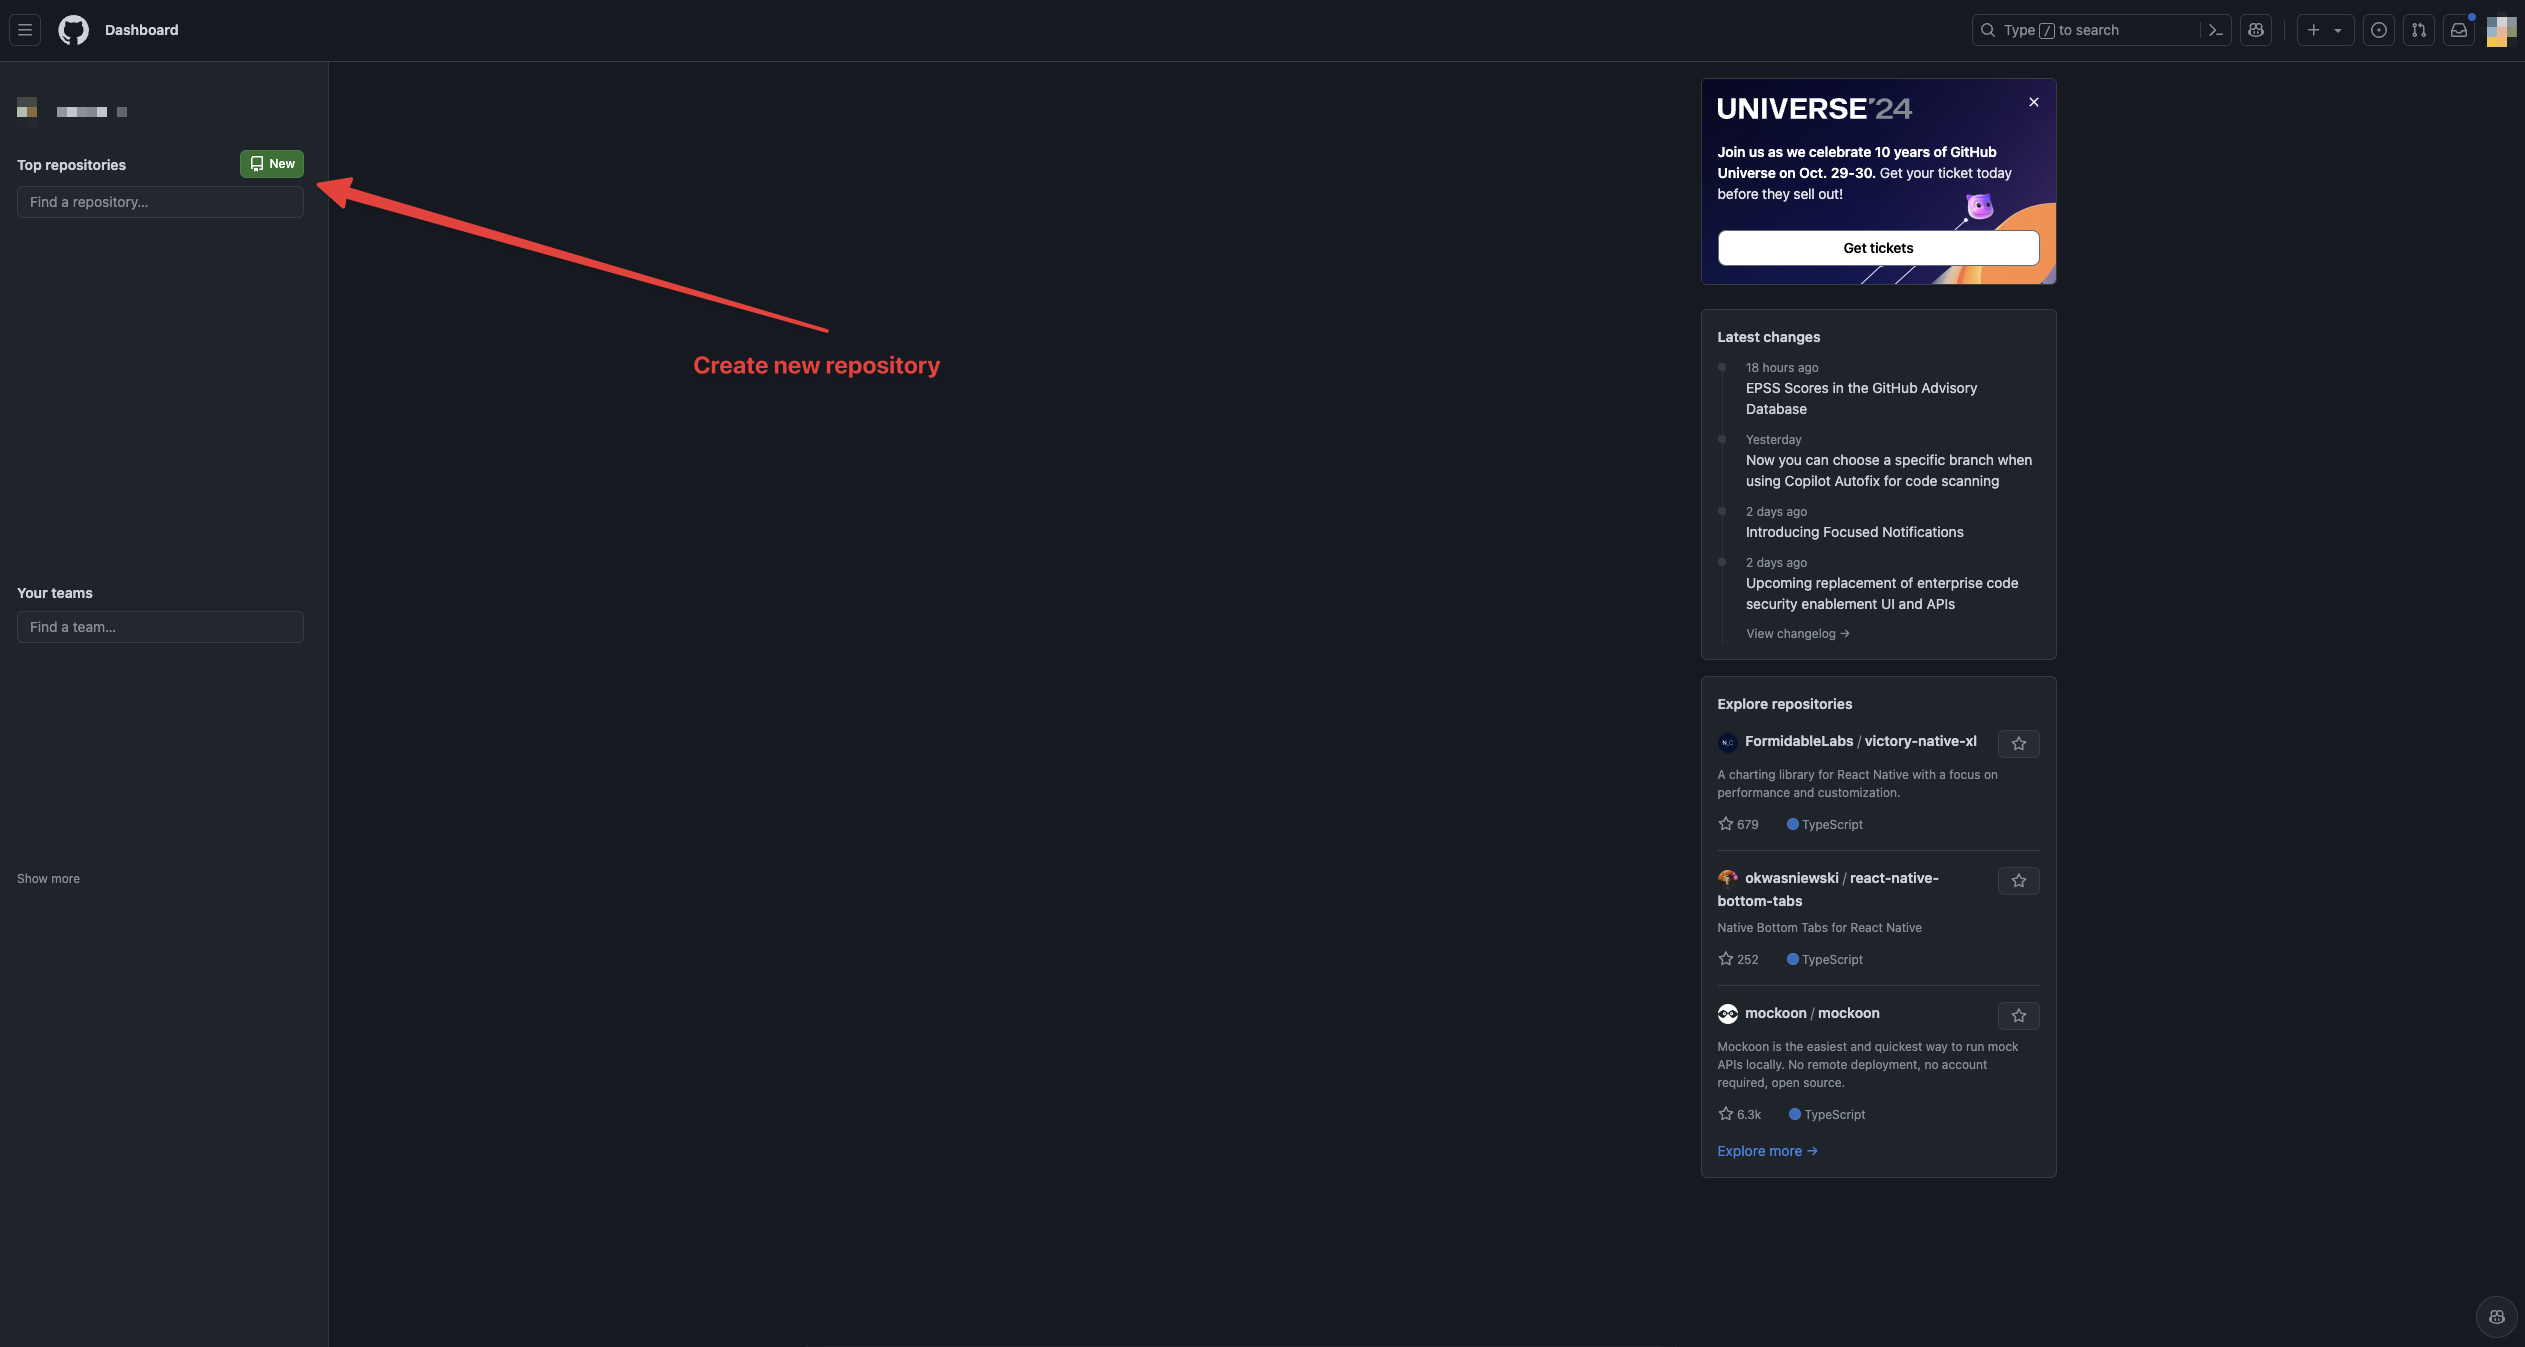 Dashboard
Type / to search
Top repositories
New
Find a repository...
Create new repository
Your teams
Find a team...
Show more
UNIVERSE'24
Join us as we celebrate 10 years of GitHub
Universe on Oct. 29-30. Get your ticket today
before they sell out!
Get tickets
Latest changes
18 hours ago
EPSS Scores in the GitHub Advisory
Database
Yesterday
Now you can choose a specific branch when
using Copilot Autofix for code scanning
2 days ago
Introducing Focused Notifications
2 days ago
Upcoming replacement of enterprise code
security enablement UI and APIs
View changelog →
Explore repositories
FormidableLabs / victory-native-xl
A charting library for React Native with a focus on
performance and customization.
679 TypeScript
okwasniewski / react-native-
bottom-tabs
Native Bottom Tabs for React Native
252 TypeScript
mockoon / mockoon
Mockoon is the easiest and quickest way to run mock
APIs locally. No remote deployment, no account
required, open source.
6.3k TypeScript
Explore more →